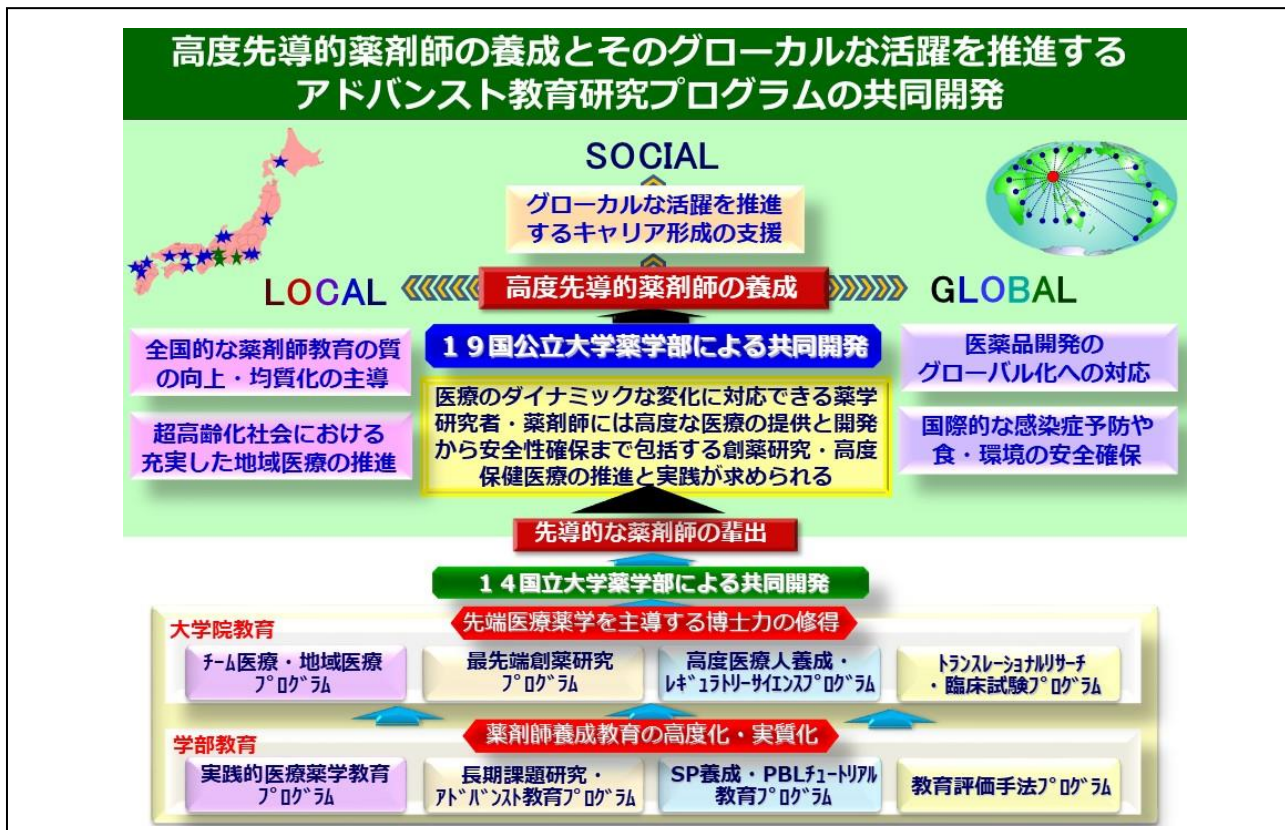 高度先導的薬剤師の養成とそのグローカルな活躍を推進する
アドバンスト教育研究プログラムの共同開発
SOCIAL
グローカルな活躍を推進
するキャリア形成の支援
LOCAL
高度先導的薬剤師の養成
GLOBAL
全国的な薬剤師教育の質
の向上・均質化の主導
超高齢化社会における
充実した地域医療の推進
19国公立大学薬学部による共同開発
医療のダイナミックな変化に対応できる薬学
研究者・薬剤師には高度な医療の提供と開発
から安全性確保まで包括する創薬研究・高度
保健医療の推進と実践が求められる
医薬品開発の
グローバル化への対応
国際的な感染症予防や
食・環境の安全確保
先導的な薬剤師の輩出
14国立大学薬学部による共同開発
大学院教育
先端医療薬学を主導する博士力の修得
ﾁｰﾑ医療・地域医療
ﾌﾟﾛｸﾞﾗﾑ
最先端創薬研究
ﾌﾟﾛｸﾞﾗﾑ
高度医療人養成・
ﾚｷﾞｭﾗﾄﾘｰｻｲｴﾝｽﾌﾟﾛｸﾞﾗﾑ
ﾄﾗﾝｽﾚｰｼｮﾅﾙﾘｻｰﾁ
・臨床試験ﾌﾟﾛｸﾞﾗﾑ
学部教育
薬剤師養成教育の高度化・実質化
実践的医療薬学教育
ﾌﾟﾛｸﾞﾗﾑ
長期課題研究・
ｱﾄﾞﾊﾞﾝｽﾄ教育ﾌﾟﾛｸﾞﾗﾑ
SP養成・PBLﾁｭｰﾄﾘｱﾙ
教育ﾌﾟﾛｸﾞﾗﾑ
教育評価手法ﾌﾟﾛｸﾞﾗﾑ